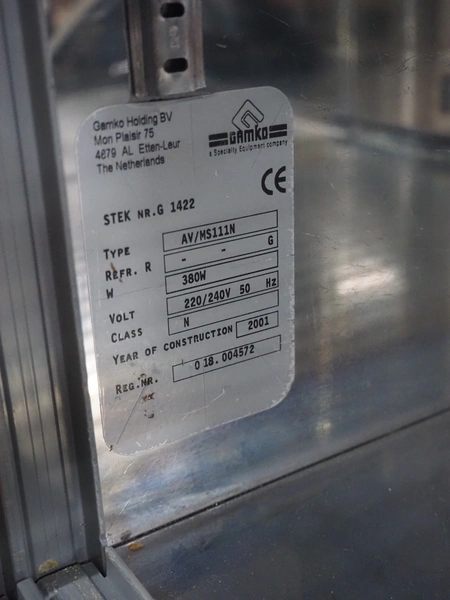 Gamko Holding BV
Mon Plaisir 75
4879 AL Etten-Leur
The Netherlands
GAMKO
a Specialty Equipment company
CE
STEK NR.G 1422
TYPE AV/MS111N
REFR. R - - G
W 380W
VOLT 220/240V 50 Hz
CLASS N
YEAR OF CONSTRUCTION 2001
REG.NR. 018.004572